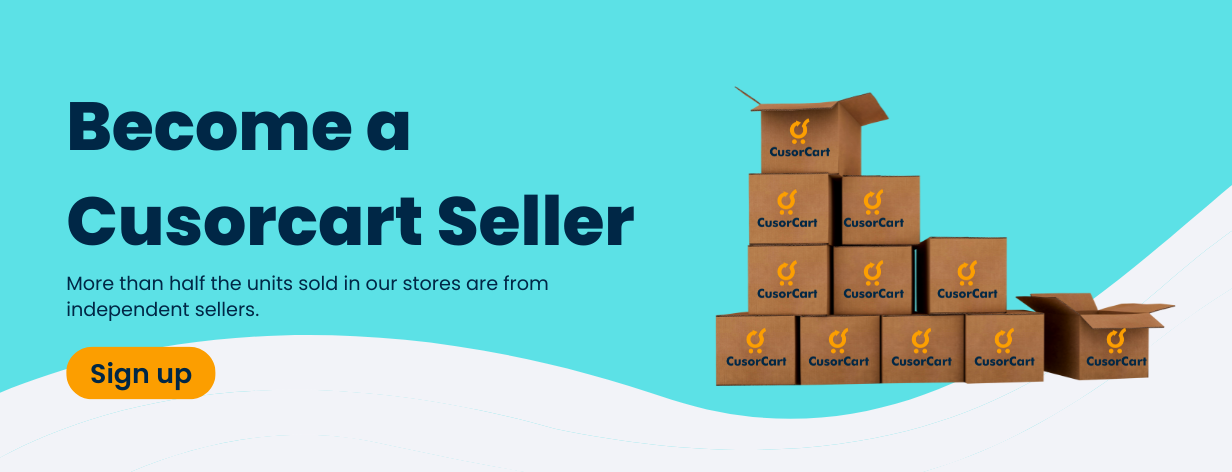 Become a
Cusorcart Seller
More than half the units sold in our stores are from
independent sellers.
Sign up
CusorCart
CusorCart
CusorCart
CusorCart
CusorCart
CusorCart
CusorCart
CusorCart
CusorCart
CusorCart
CusorCart